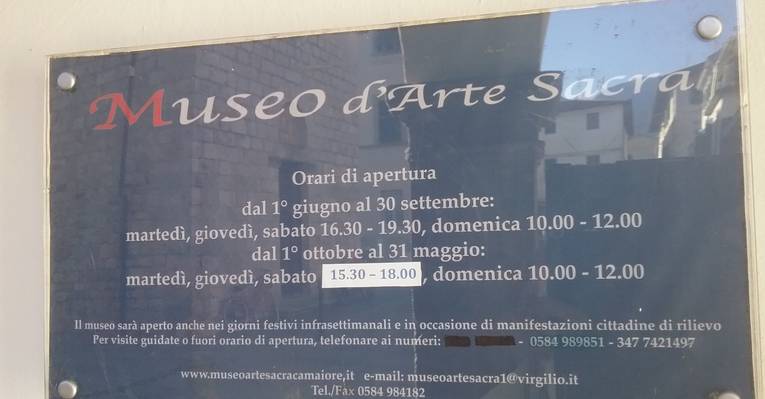 Museo d'Arte Sacra
Orari di apertura
dal 1° giugno al 30 settembre:
martedì, giovedì, sabato 16.30 - 19.30, domenica 10.00 - 12.00
dal 1° ottobre al 31 maggio:
martedì, giovedì, sabato 15.30 – 18.00, domenica 10.00 - 12.00
Il museo sarà aperto anche nei giorni festivi infrasettimanali e in occasione di manifestazioni cittadine di rilievo
Per visite guidate o fuori orario di apertura, telefonare ai numeri: - 0584 989851 - 347 7421497
www.museoartesacracamaiore,it e-mail: museoartesacra1@virgilio.it
Tel./Fax 0584 984182